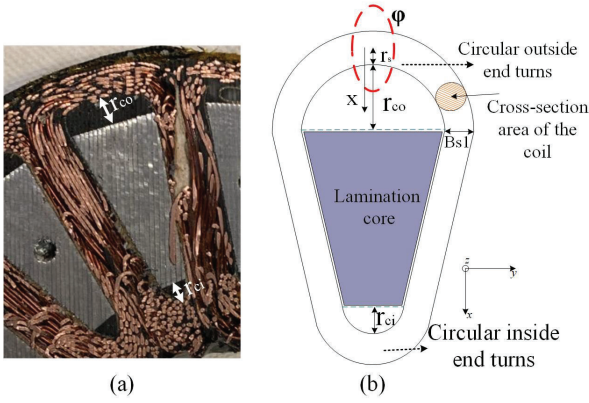 r_co
r_ci
(a)
φ
r_s
Circular outside
end turns
x
r_co
Cross-section
area of the
coil
Bs1
Lamination
core
z
y
x
r_ci
Circular inside
end turns
(b)